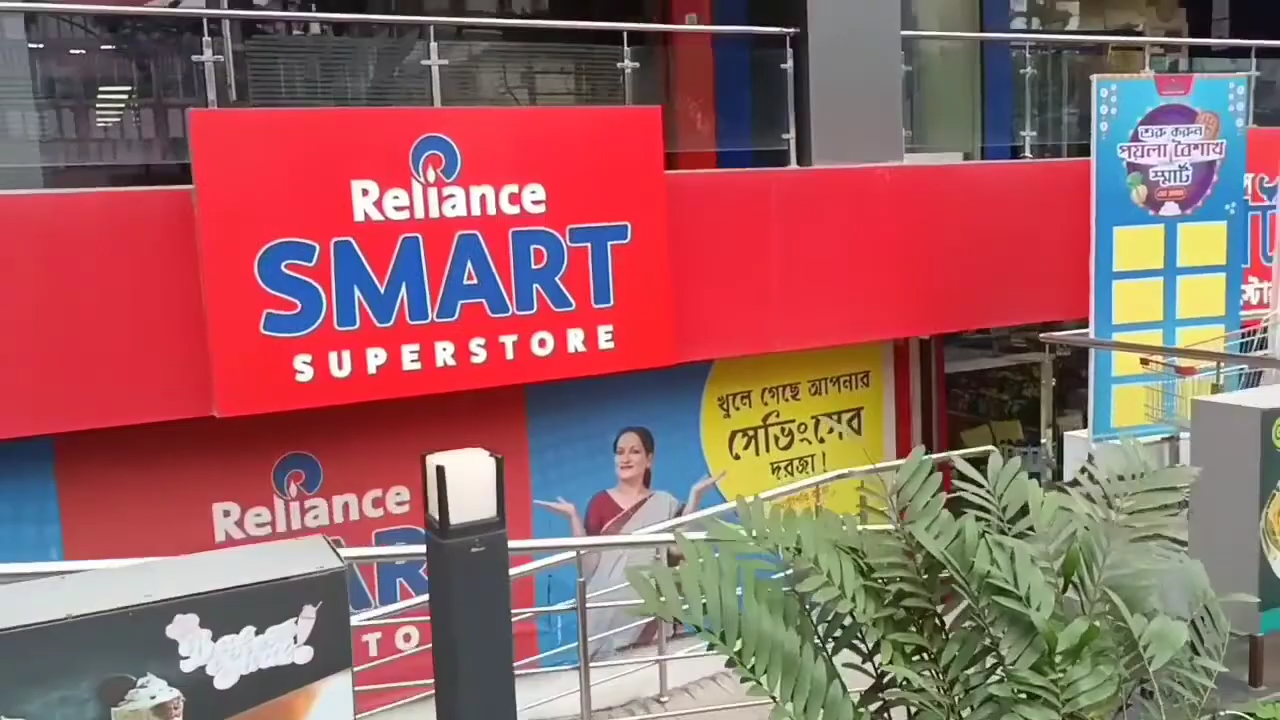 Reliance
SMART
SUPERSTORE
শুরু করুন
পয়লা বৈশাখ
স্মার্ট
খুলে গেছে আপনার
সেভিংসের
দরজা!
Reliance